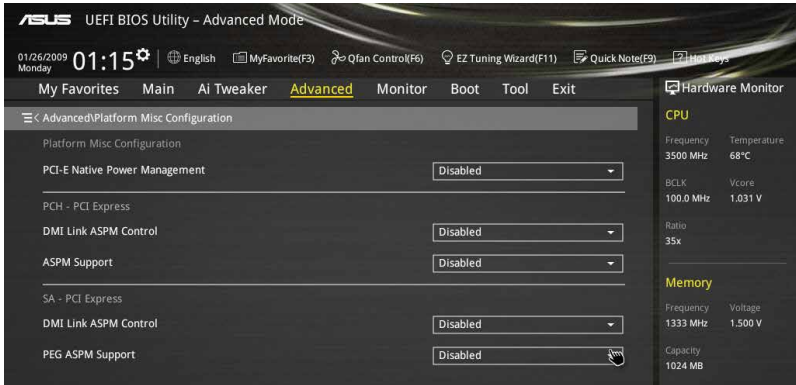 ASUS UEFI BIOS Utility – Advanced Mode
01/26/2009 Monday 01:15 English MyFavorite(F3) Qfan Control(F6) EZ Tuning Wizard(F11) Quick Note(F9) ? Hot Keys
My Favorites Main Ai Tweaker Advanced Monitor Boot Tool Exit
Hardware Monitor
< Advanced\Platform Misc Configuration
Platform Misc Configuration
PCI-E Native Power Management Disabled
PCH - PCI Express
DMI Link ASPM Control Disabled
ASPM Support Disabled
SA - PCI Express
DMI Link ASPM Control Disabled
PEG ASPM Support Disabled
CPU
Frequency Temperature
3500 MHz 68°C
BCLK Vcore
100.0 MHz 1.031 V
Ratio
35x
Memory
Frequency Voltage
1333 MHz 1.500 V
Capacity
1024 MB